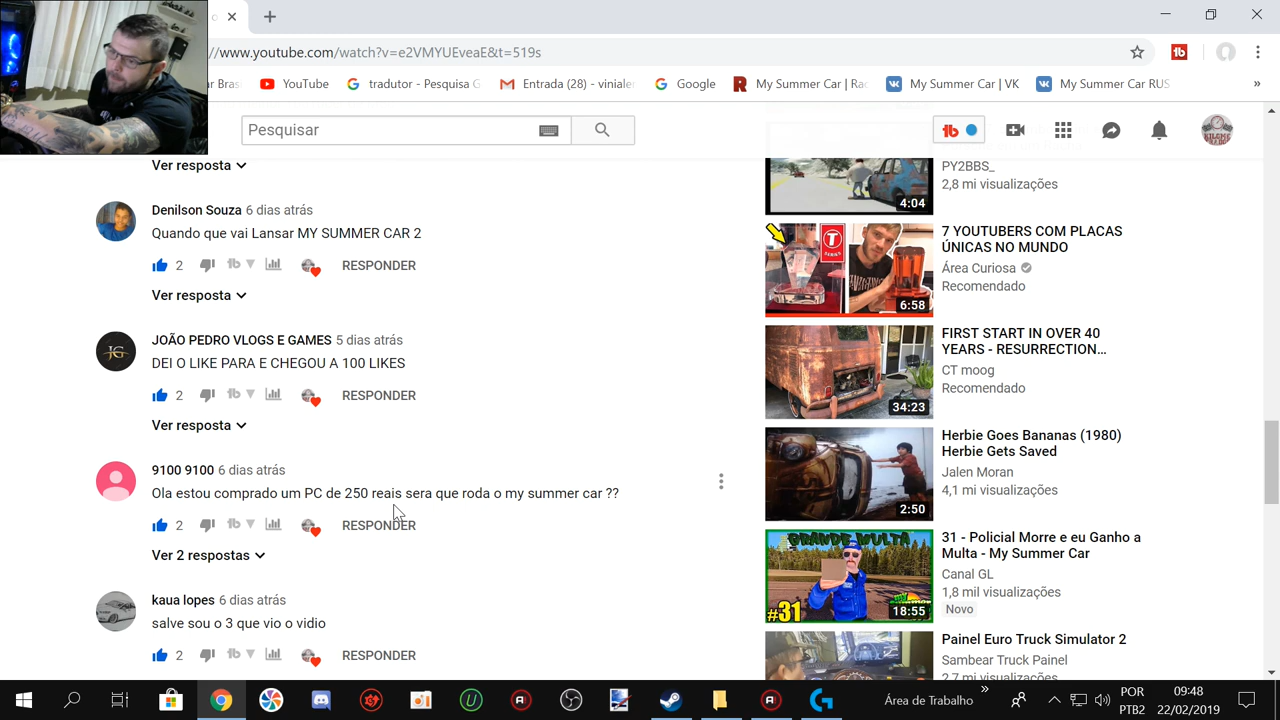 //www.youtube.com/watch?v=e2VMYUEveaE&t=519s
ar Bras
YouTube
tradutor - Pesquisa G
Entrada (28) - viniale
Google
My Summer Car | Ra
My Summer Car | VK
My Summer Car RUS
»
Pesquisar
Ver resposta
Denilson Souza 6 dias atrás
Quando que vai Lansar MY SUMMER CAR 2
2 RESPONDER
Ver resposta
JOÃO PEDRO VLOGS E GAMES 5 dias atrás
DEI O LIKE PARA E CHEGOU A 100 LIKES
2 RESPONDER
Ver resposta
9100 9100 6 dias atrás
Ola estou comprado um PC de 250 reais sera que roda o my summer car ??
2 RESPONDER
Ver 2 respostas
kaua lopes 6 dias atrás
salve sou o 3 que vio o vidio
2 RESPONDER
PY2BBS_
2,8 mi visualizações
4:04
7 YOUTUBERS COM PLACAS
ÚNICAS NO MUNDO
Área Curiosa
Recomendado
T
SERIES
6:58
FIRST START IN OVER 40
YEARS - RESURRECTION...
CT moog
Recomendado
34:23
Herbie Goes Bananas (1980)
Herbie Gets Saved
Jalen Moran
4,1 mi visualizações
2:50
31 - Policial Morre e eu Ganho a
Multa - My Summer Car
Canal GL
1,8 mil visualizações
Novo
GRANDE MULTA
#31
18:55
Painel Euro Truck Simulator 2
Sambear Truck Painel
2,7 mi visualizações
Área de Trabalho
»
POR
PTB2
09:48
22/02/2019